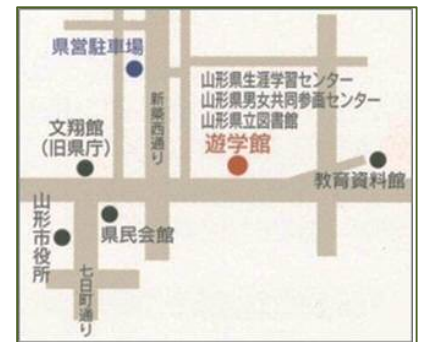 県営駐車場
新築西通り
山形県生涯学習センター
山形県男女共同参画センター
山形県立図書館
遊学館
文翔館
(旧県庁)
教育資料館
県民会館
山形市役所
七日町通り